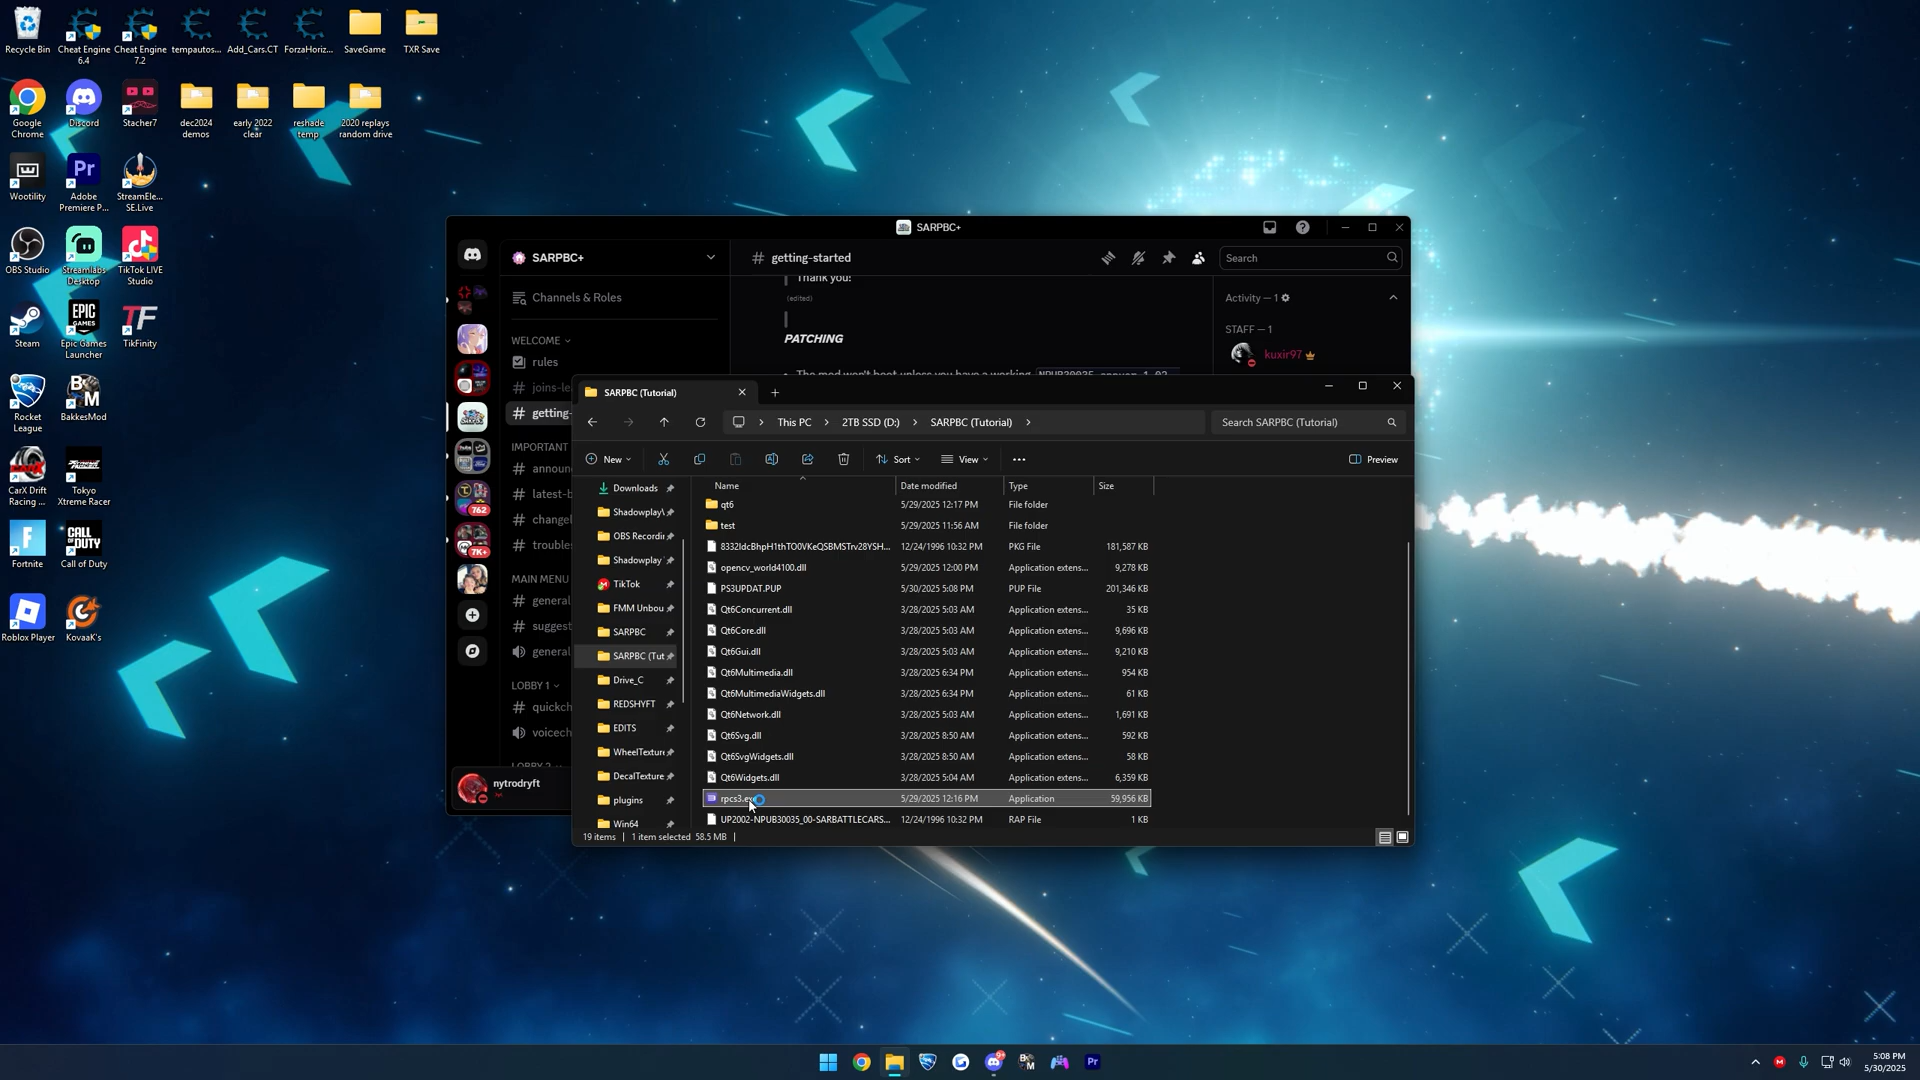 Recycle Bin
Cheat Engine 6.4
Cheat Engine 7.2
tempautos...
Add_Cars.CT
ForzaHoriz...
SaveGame
TXR Save
Google Chrome
Discord
Stacher7
dec2024 demos
early 2022 clear
reshade temp
2020 replays random drive
Wootility
Adobe Premiere P...
StreamEle... SE.Live
OBS Studio
Streamlabs Desktop
TikTok LIVE Studio
Steam
Epic Games Launcher
TikFinity
Rocket League
BakkesMod
CarX Drift Racing ...
Tokyo Xtreme Racer
Fortnite
Call of Duty
Roblox Player
KovaaK's
SARPBC+
SARPBC+
getting-started
Search
Channels & Roles
Thank you!
(edited)
PATCHING
Activity — 1
STAFF — 1
kuxir97
WELCOME
rules
joins-le
getting-
IMPORTANT
announ
latest-b
changel
troubles
MAIN MENU
general
suggest
general
LOBBY 1
quickch
voicech
762
7K+
nytrodryft
SARPBC (Tutorial)
This PC
2TB SSD (D:)
SARPBC (Tutorial)
Search SARPBC (Tutorial)
New
Sort
View
Preview
Downloads
Shadowplay\
OBS Recordir
Shadowplay
TikTok
FMM Unbou
SARPBC
SARPBC (Tut
Drive_C
REDSHYFT
EDITS
WheelTexture
DecalTexture
plugins
Win64
Name Date modified Type Size
qt6 5/29/2025 12:17 PM File folder
test 5/29/2025 11:56 AM File folder
8332IdcBhpH1thTO0VKeQSBMSTrv28YSH... 12/24/1996 10:32 PM PKG File 181,587 KB
opencv_world4100.dll 5/29/2025 12:00 PM Application extens... 9,278 KB
PS3UPDAT.PUP 5/30/2025 5:08 PM PUP File 201,346 KB
Qt6Concurrent.dll 3/28/2025 5:03 AM Application extens... 35 KB
Qt6Core.dll 3/28/2025 5:03 AM Application extens... 9,696 KB
Qt6Gui.dll 3/28/2025 5:03 AM Application extens... 9,210 KB
Qt6Multimedia.dll 3/28/2025 6:34 PM Application extens... 954 KB
Qt6MultimediaWidgets.dll 3/28/2025 6:34 PM Application extens... 61 KB
Qt6Network.dll 3/28/2025 5:03 AM Application extens... 1,691 KB
Qt6Svg.dll 3/28/2025 8:50 AM Application extens... 592 KB
Qt6SvgWidgets.dll 3/28/2025 8:50 AM Application extens... 58 KB
Qt6Widgets.dll 3/28/2025 5:04 AM Application extens... 6,359 KB
rpcs3.ex 5/29/2025 12:16 PM Application 59,956 KB
UP2002-NPUB30035_00-SARBATTLECARS... 12/24/1996 10:32 PM RAP File 1 KB
19 items 1 item selected 58.5 MB
5:08 PM
5/30/2025